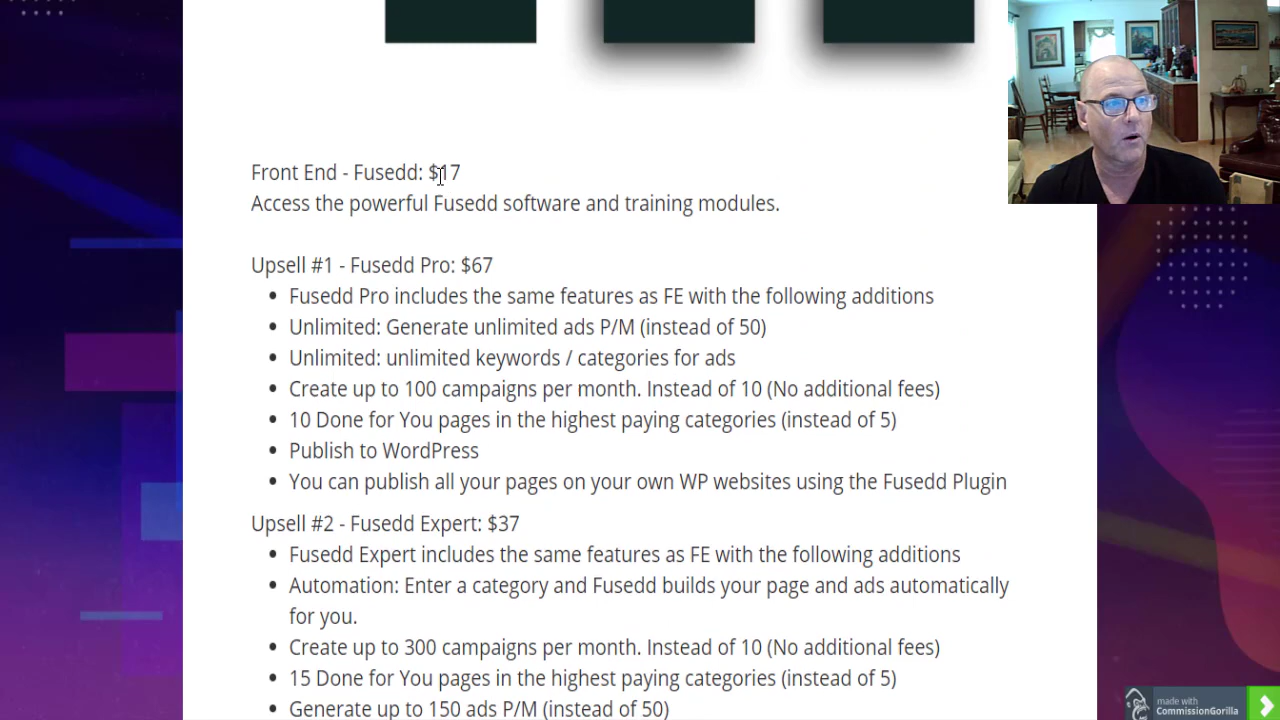 Front End - Fusedd: $17
Access the powerful Fusedd software and training modules.
Upsell #1 - Fusedd Pro: $67
• Fusedd Pro includes the same features as FE with the following additions
• Unlimited: Generate unlimited ads P/M (instead of 50)
• Unlimited: unlimited keywords / categories for ads
• Create up to 100 campaigns per month. Instead of 10 (No additional fees)
• 10 Done for You pages in the highest paying categories (instead of 5)
• Publish to WordPress
• You can publish all your pages on your own WP websites using the Fusedd Plugin
Upsell #2 - Fusedd Expert: $37
• Fusedd Expert includes the same features as FE with the following additions
• Automation: Enter a category and Fusedd builds your page and ads automatically
for you.
• Create up to 300 campaigns per month. Instead of 10 (No additional fees)
• 15 Done for You pages in the highest paying categories (instead of 5)
• Generate up to 150 ads P/M (instead of 50)
made with
CommissionGorilla